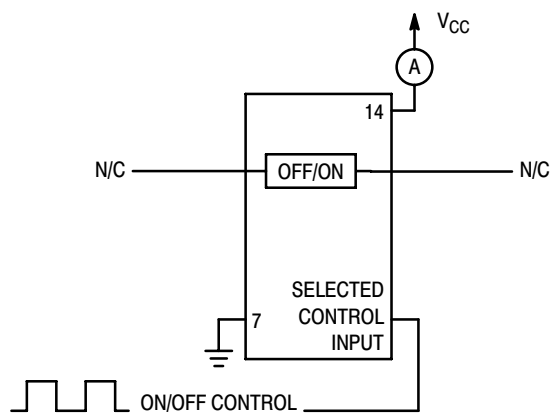 VCC
A
14
N/C
OFF/ON
N/C
7
SELECTED
CONTROL
INPUT
ON/OFF CONTROL